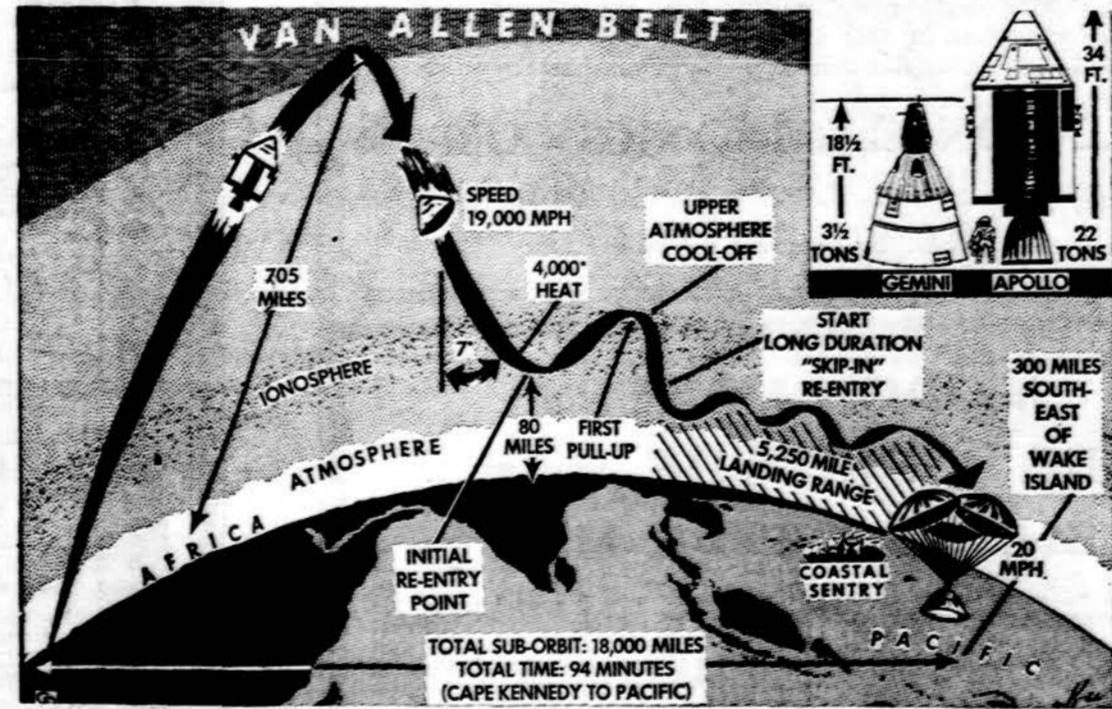 VAN ALLEN BELT
34
FT.
18½
FT.
3½
TONS
22
TONS
GEMINI
APOLLO
SPEED
19,000 MPH
UPPER
ATMOSPHERE
COOL-OFF
705
MILES
4,000°
HEAT
7°
START
LONG DURATION
"SKIP-IN"
RE-ENTRY
300 MILES
SOUTH-
EAST
OF
WAKE
ISLAND
IONOSPHERE
80
MILES
FIRST
PULL-UP
5,250 MILE
LANDING RANGE
ATMOSPHERE
AFRICA
INITIAL
RE-ENTRY
POINT
COASTAL
SENTRY
20
MPH
PACIFIC
TOTAL SUB-ORBIT: 18,000 MILES
TOTAL TIME: 94 MINUTES
(CAPE KENNEDY TO PACIFIC)